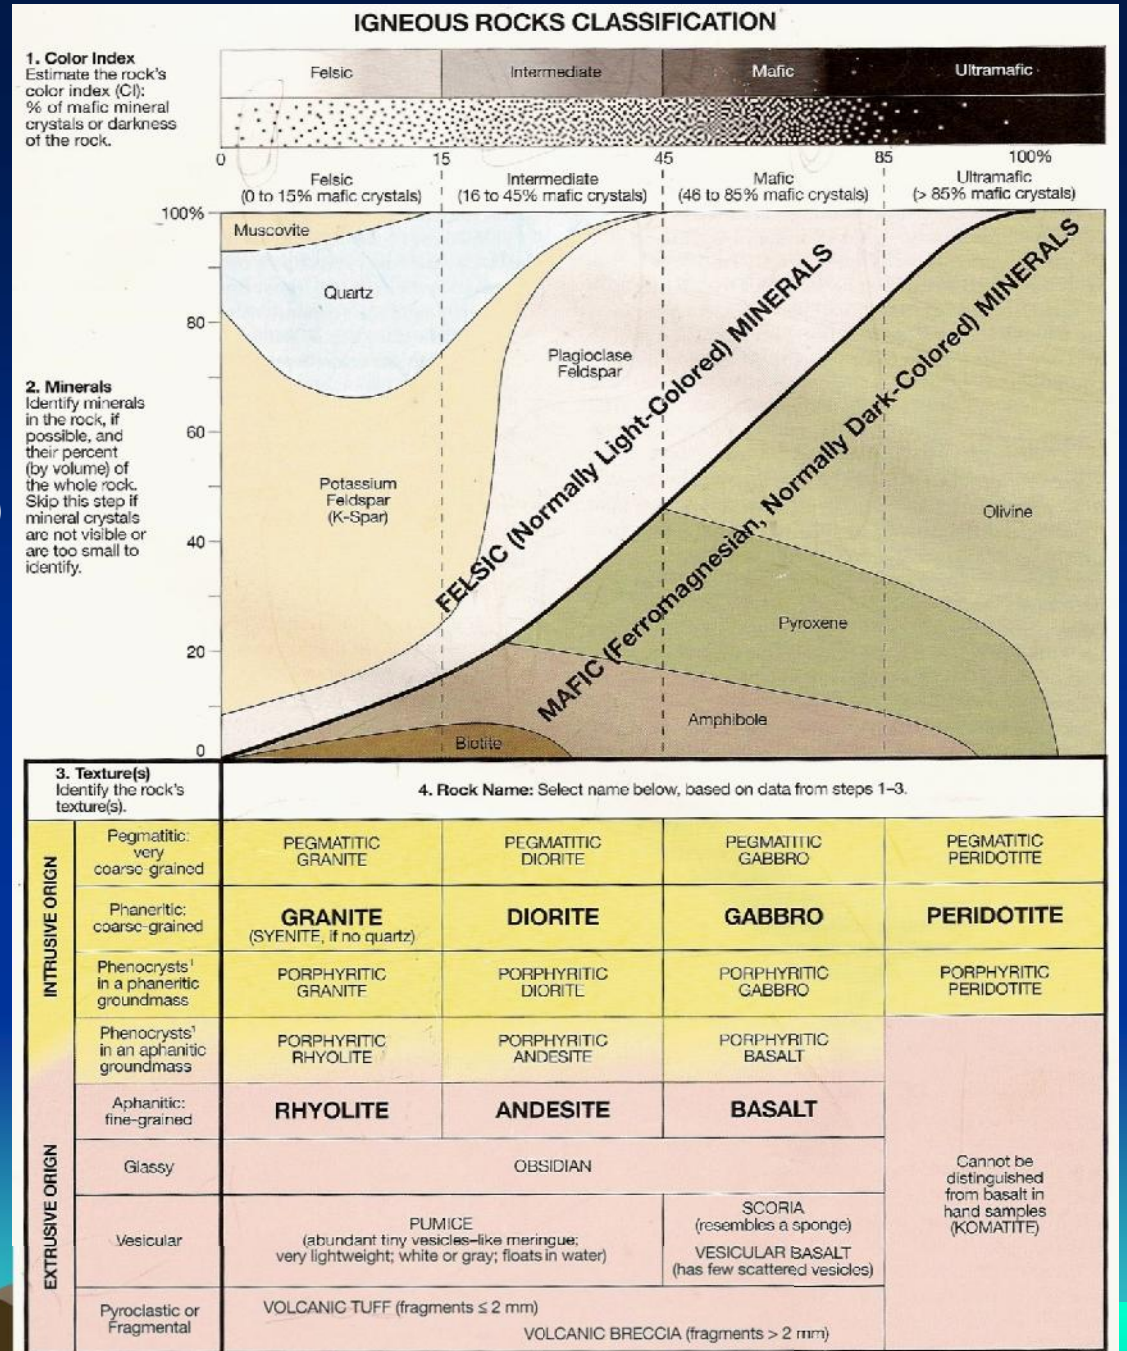 IGNEOUS ROCKS CLASSIFICATION
1. Color Index
Estimate the rock's
color index (CI):
% of mafic mineral
crystals or darkness
of the rock.
Felsic
Intermediate
Mafic
Ultramafic
0
15
45
85
100%
Felsic
(0 to 15% mafic crystals)
Intermediate
(16 to 45% mafic crystals)
Mafic
(46 to 85% mafic crystals)
Ultramafic
(> 85% mafic crystals)
2. Minerals
Identify minerals
in the rock, if
possible, and
their percent
(by volume) of
the whole rock.
Skip this step if
mineral crystals
are not visible or
are too small to
identify.
100%
80
60
40
20
0
Muscovite
Quartz
Plagioclase
Feldspar
Potassium
Feldspar
(K-Spar)
FELSIC (Normally Light-Colored) MINERALS
MAFIC (Ferromagnesian, Normally Dark-Colored) MINERALS
Olivine
Pyroxene
Amphibole
Biotite
3. Texture(s)
Identify the rock's
texture(s).
4. Rock Name: Select name below, based on data from steps 1–3.
INTRUSIVE ORIGN
Pegmatitic:
very
coarse-grained
PEGMATITIC
GRANITE
PEGMATITIC
DIORITE
PEGMATITIC
GABBRO
PEGMATITIC
PERIDOTITE
Phaneritic:
coarse-grained
GRANITE
(SYENITE, if no quartz)
DIORITE
GABBRO
PERIDOTITE
Phenocrysts¹
in a phaneritic
groundmass
PORPHYRITIC
GRANITE
PORPHYRITIC
DIORITE
PORPHYRITIC
GABBRO
PORPHYRITIC
PERIDOTITE
Phenocrysts¹
in an aphanitic
groundmass
PORPHYRITIC
RHYOLITE
PORPHYRITIC
ANDESITE
PORPHYRITIC
BASALT
EXTRUSIVE ORIGN
Aphanitic:
fine-grained
RHYOLITE
ANDESITE
BASALT
Glassy
OBSIDIAN
Cannot be
distinguished
from basalt in
hand samples
(KOMATITE)
Vesicular
PUMICE
(abundant tiny vesicles–like meringue;
very lightweight; white or gray; floats in water)
SCORIA
(resembles a sponge)
VESICULAR BASALT
(has few scattered vesicles)
Pyroclastic or
Fragmental
VOLCANIC TUFF (fragments ≤ 2 mm)
VOLCANIC BRECCIA (fragments > 2 mm)